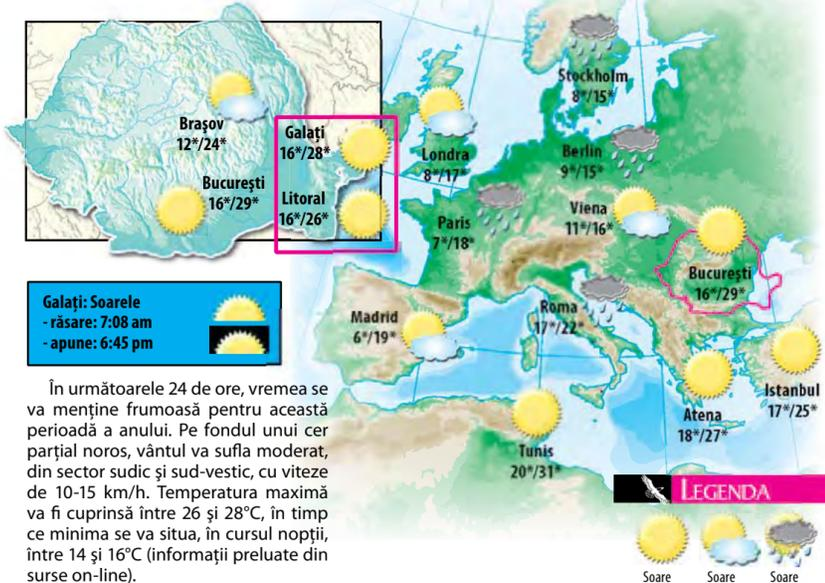 Brașov
12*/24*
București
16*/29*
Galați
16*/28*
Litoral
16*/26*
Stockholm
8*/15*
Londra
8*/17*
Berlin
9*/15*
Paris
7*/18*
Viena
11*/16*
București
16*/29*
Madrid
6*/19*
Roma
17*/22*
Istanbul
17*/25*
Atena
18*/27*
Tunis
20*/31*
Galați: Soarele
- răsare: 7:08 am
- apune: 6:45 pm
În următoarele 24 de ore, vremea se
va menține frumoasă pentru această
perioadă a anului. Pe fondul unui cer
parțial noros, vântul va sufla moderat,
din sector sudic și sud-vestic, cu viteze
de 10-15 km/h. Temperatura maximă
va fi cuprinsă între 26 și 28°C, în timp
ce minima se va situa, în cursul nopții,
între 14 și 16°C (informații preluate din
surse on-line).
LEGENDA
Soare Soare Soare